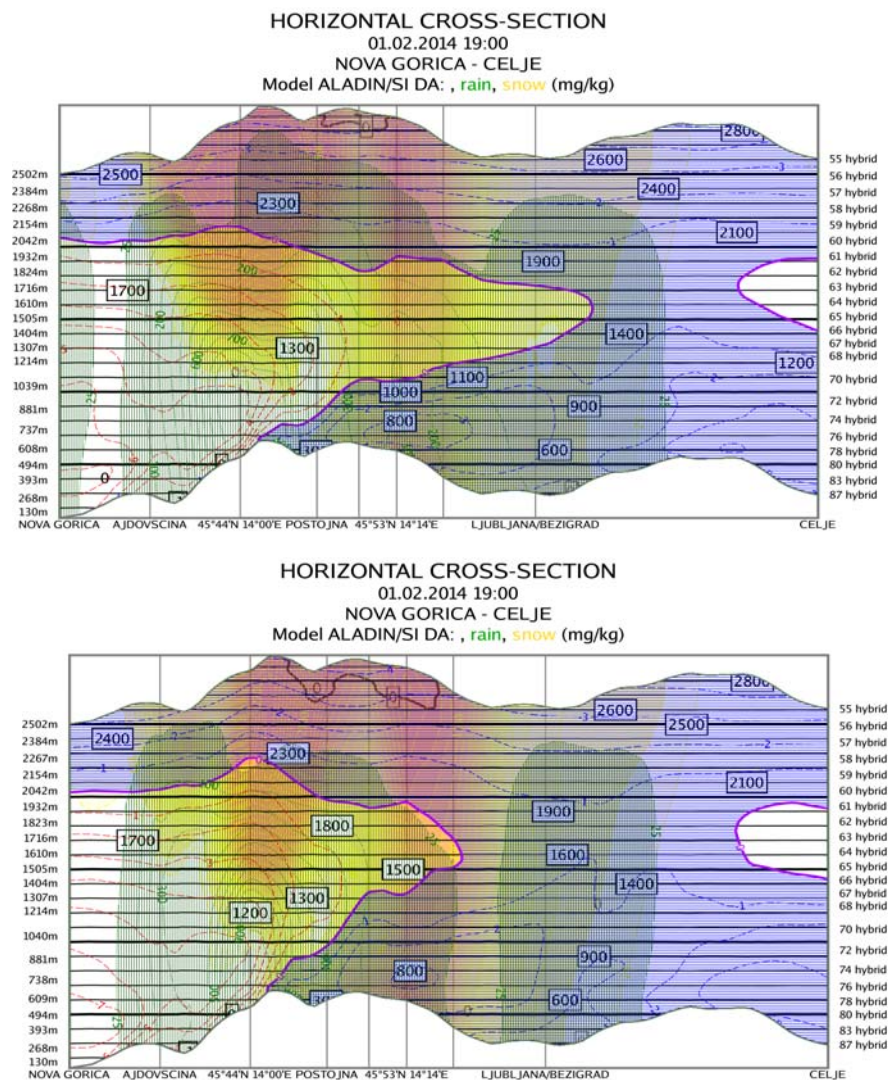 HORIZONTAL CROSS-SECTION
01.02.2014 19:00
NOVA GORICA - CELJE
Model ALADIN/SI DA: , rain, snow (mg/kg)
2800
2600
55 hybrid
2502m
2500
56 hybrid
2384m
2400
57 hybrid
2268m
2300
58 hybrid
2154m
59 hybrid
2100
2042m
60 hybrid
1932m
1900
61 hybrid
1824m
62 hybrid
1716m
1700
63 hybrid
1610m
64 hybrid
1505m
65 hybrid
1404m
1400
66 hybrid
1307m
1300
67 hybrid
1214m
1200
68 hybrid
1100
1039m
1000
70 hybrid
881m
900
72 hybrid
737m
800
74 hybrid
608m
600
76 hybrid
78 hybrid
494m
80 hybrid
393m
83 hybrid
268m
87 hybrid
130m
NOVA GORICA AJDOVSCINA 45°44'N 14°00'E POSTOJNA 45°53'N 14°14'E LJUBLJANA/BEZIGRAD CELJE
HORIZONTAL CROSS-SECTION
01.02.2014 19:00
NOVA GORICA - CELJE
Model ALADIN/SI DA: , rain, snow (mg/kg)
2800
2600
55 hybrid
2502m
2500
56 hybrid
2384m
2400
57 hybrid
2267m
2300
2154m
59 hybrid
2100
2042m
60 hybrid
1932m
1900
61 hybrid
1823m
1800
62 hybrid
1716m
1700
63 hybrid
1610m
1600
64 hybrid
1505m
1500
65 hybrid
1404m
1400
66 hybrid
1307m
1300
67 hybrid
1214m
1200
68 hybrid
1040m
70 hybrid
881m
900
72 hybrid
738m
800
74 hybrid
609m
600
76 hybrid
78 hybrid
494m
80 hybrid
393m
83 hybrid
268m
87 hybrid
130m
NOVA GORICA AJDOVSCINA 45°44'N 14°00'E POSTOJNA 45°53'N 14°14'E LJUBLJANA/BEZIGRAD CELJE